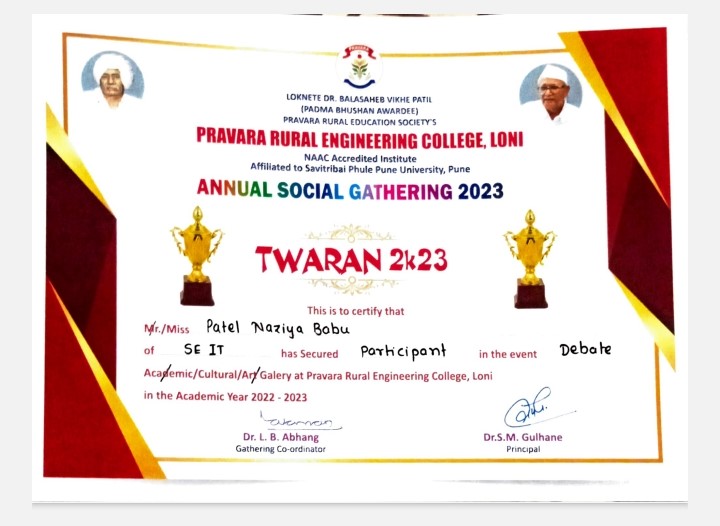 PRAVARA
LOKNETE DR. BALASAHEB VIKHE PATIL
(PADMA BHUSHAN AWARDEE)
PRAVARA RURAL EDUCATION SOCIETY'S
PRAVARA RURAL ENGINEERING COLLEGE, LONI
NAAC Accredited Institute
Affiliated to Savitribai Phule Pune University, Pune
ANNUAL SOCIAL GATHERING 2023
TWARAN 2k23
This is to certify that
Mr./Miss Patel Naziya Babu
of SE IT has Secured Participant in the event Debate
Academic/Cultural/Art Galery at Pravara Rural Engineering College, Loni
in the Academic Year 2022 - 2023
Dr. L. B. Abhang
Gathering Co-ordinator
Dr.S.M. Gulhane
Principal